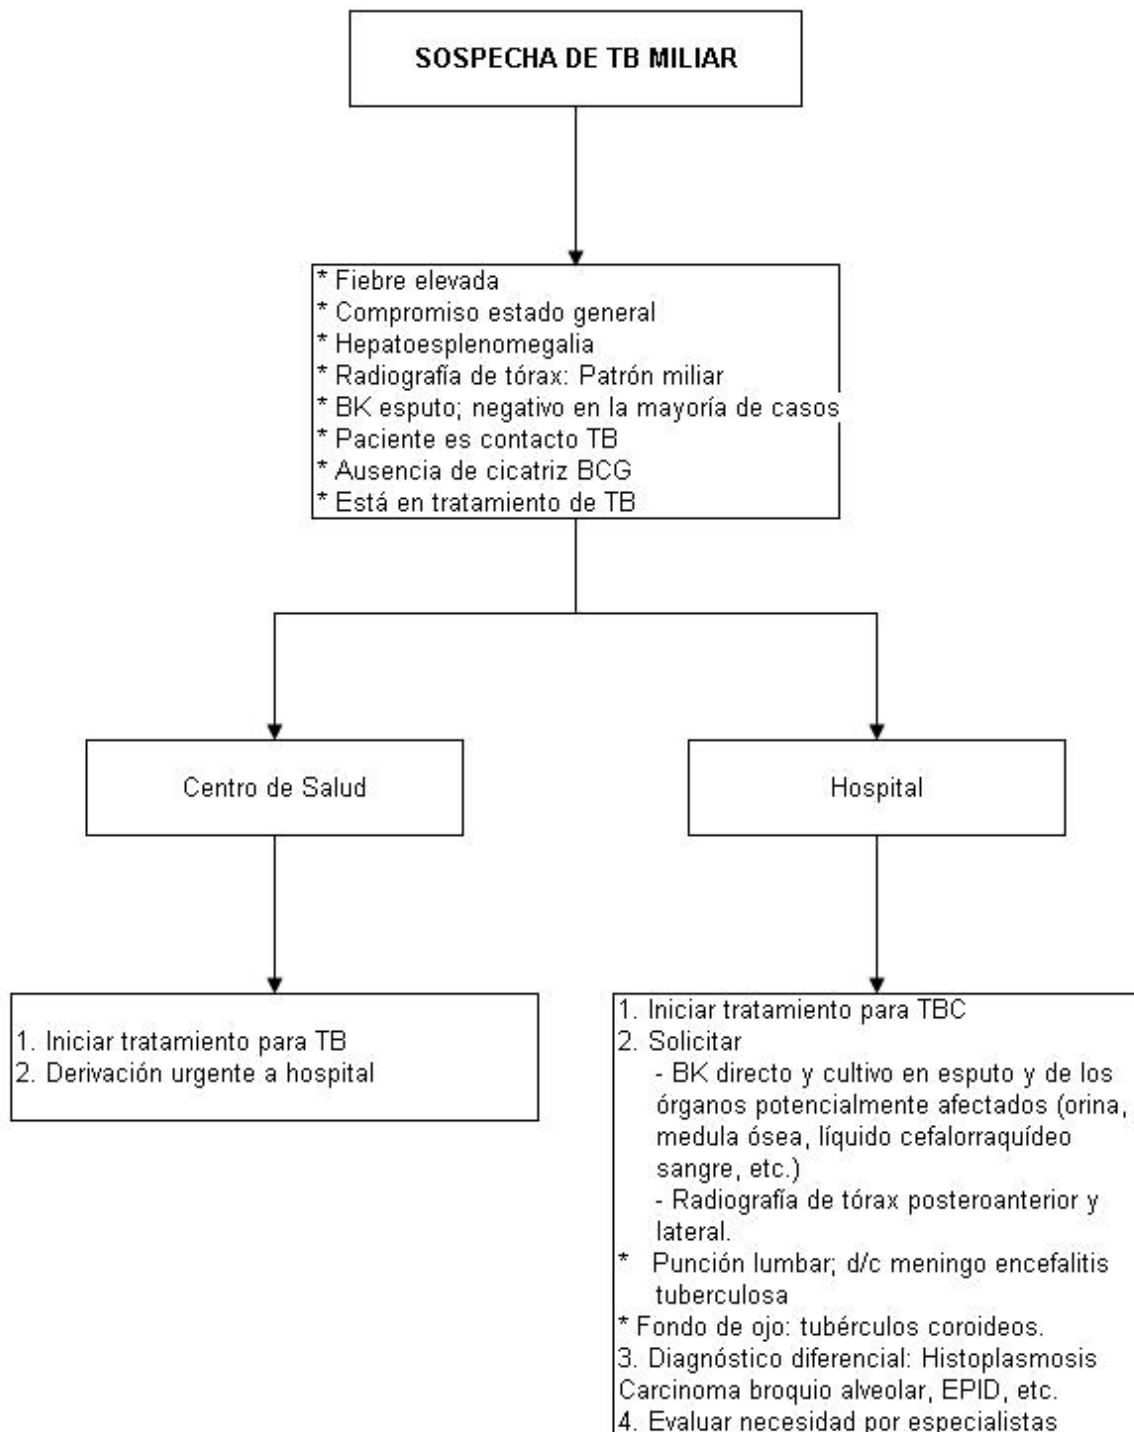 SOSPECHA DE TB MILIAR
* Fiebre elevada
* Compromiso estado general
* Hepatoesplenomegalia
* Radiografía de tórax: Patrón miliar
* BK esputo; negativo en la mayoría de casos
* Paciente es contacto TB
* Ausencia de cicatriz BCG
* Está en tratamiento de TB
Centro de Salud
Hospital
1. Iniciar tratamiento para TB
2. Derivación urgente a hospital
1. Iniciar tratamiento para TBC
2. Solicitar
- BK directo y cultivo en esputo y de los
órganos potencialmente afectados (orina,
medula ósea, líquido cefalorraquídeo
sangre, etc.)
- Radiografía de tórax posteroanterior y
lateral.
* Punción lumbar; d/c meningo encefalitis
tuberculosa
* Fondo de ojo: tubérculos coroideos.
3. Diagnóstico diferencial: Histoplasmosis
Carcinoma broquio alveolar, EPID, etc.
4. Evaluar necesidad por especialistas